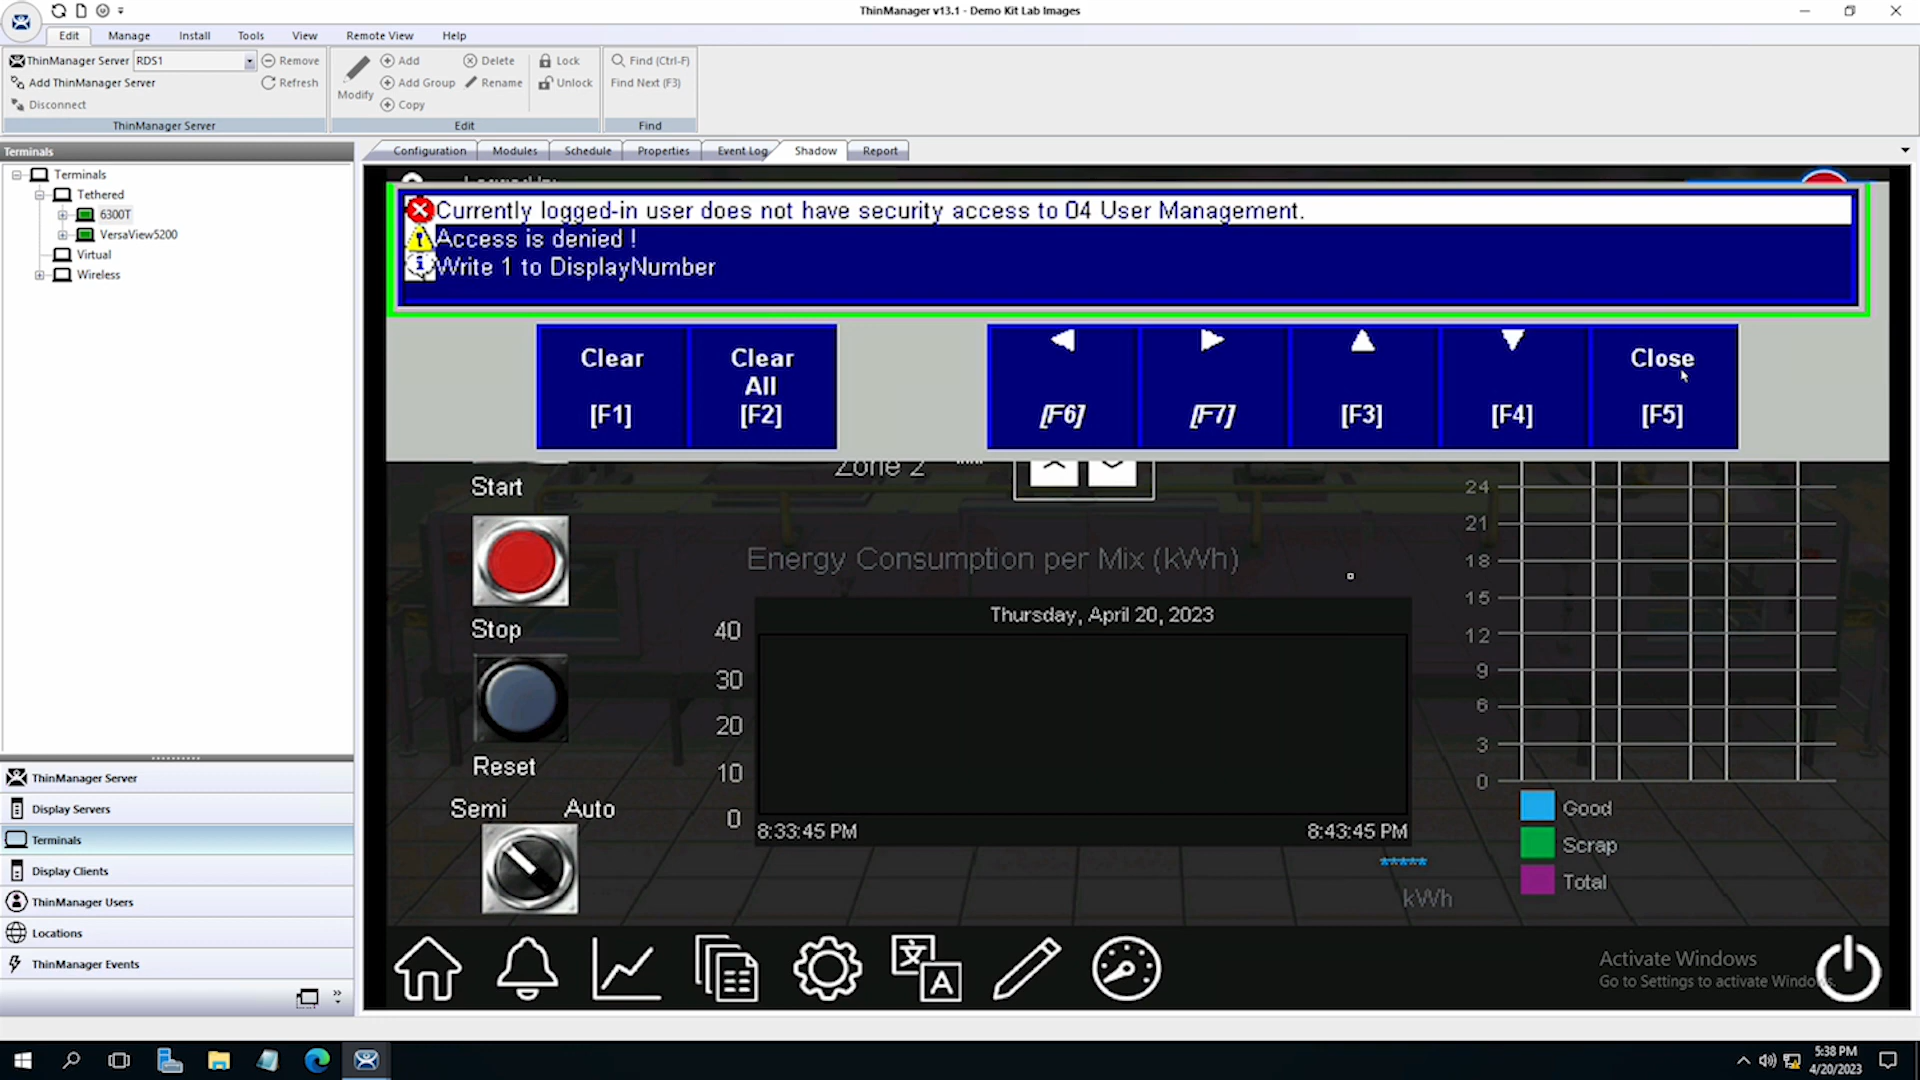 ThinManager v13.1 - Demo Kit Lab Images
Edit Manage Install Tools View Remote View Help
ThinManager Server RDS1 Remove Add Delete Lock Find (Ctrl-F)
Add ThinManager Server Refresh Modify Add Group Rename Unlock Find Next (F3)
Disconnect Copy
ThinManager Server Edit Find
Terminals Configuration Modules Schedule Properties Event Log Shadow Report
Terminals
Tethered
6300T
VersaView5200
Virtual
Wireless
ThinManager Server
Display Servers
Terminals
Display Clients
ThinManager Users
Locations
ThinManager Events
Currently logged-in user does not have security access to 04 User Management.
Access is denied !
Write 1 to DisplayNumber
Clear [F1]
Clear All [F2]
[F6]
[F7]
[F3]
[F4]
Close [F5]
Zone 2 ****
Start
Stop
Reset
Semi Auto
Energy Consumption per Mix (kWh)
Thursday, April 20, 2023
40
30
20
10
0
8:33:45 PM 8:43:45 PM
*****
kWh
24
21
18
15
12
9
6
3
0
Good
Scrap
Total
文 A
Activate Windows
Go to Settings to activate Windows.
5:38 PM
4/20/2023